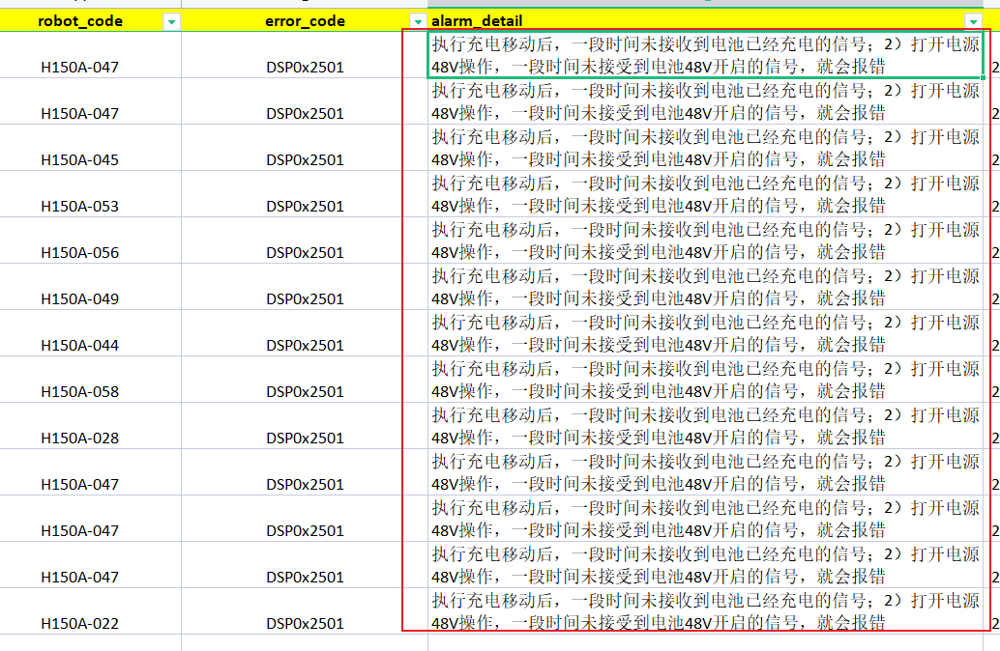 robot_code error_code alarm_detail
执行充电移动后，一段时间未接收到电池已经充电的信号；2）打开电源
H150A-047 DSP0x2501 48V操作，一段时间未接受到电池48V开启的信号，就会报错 2
执行充电移动后，一段时间未接收到电池已经充电的信号；2）打开电源
H150A-047 DSP0x2501 48V操作，一段时间未接受到电池48V开启的信号，就会报错 2
执行充电移动后，一段时间未接收到电池已经充电的信号；2）打开电源
H150A-045 DSP0x2501 48V操作，一段时间未接受到电池48V开启的信号，就会报错 2
执行充电移动后，一段时间未接收到电池已经充电的信号；2）打开电源
H150A-053 DSP0x2501 48V操作，一段时间未接受到电池48V开启的信号，就会报错 2
执行充电移动后，一段时间未接收到电池已经充电的信号；2）打开电源
H150A-056 DSP0x2501 48V操作，一段时间未接受到电池48V开启的信号，就会报错 2
执行充电移动后，一段时间未接收到电池已经充电的信号；2）打开电源
H150A-049 DSP0x2501 48V操作，一段时间未接受到电池48V开启的信号，就会报错 2
执行充电移动后，一段时间未接收到电池已经充电的信号；2）打开电源
H150A-044 DSP0x2501 48V操作，一段时间未接受到电池48V开启的信号，就会报错 2
执行充电移动后，一段时间未接收到电池已经充电的信号；2）打开电源
H150A-058 DSP0x2501 48V操作，一段时间未接受到电池48V开启的信号，就会报错 2
执行充电移动后，一段时间未接收到电池已经充电的信号；2）打开电源
H150A-028 DSP0x2501 48V操作，一段时间未接受到电池48V开启的信号，就会报错 2
执行充电移动后，一段时间未接收到电池已经充电的信号；2）打开电源
H150A-047 DSP0x2501 48V操作，一段时间未接受到电池48V开启的信号，就会报错 2
执行充电移动后，一段时间未接收到电池已经充电的信号；2）打开电源
H150A-047 DSP0x2501 48V操作，一段时间未接受到电池48V开启的信号，就会报错 2
执行充电移动后，一段时间未接收到电池已经充电的信号；2）打开电源
H150A-047 DSP0x2501 48V操作，一段时间未接受到电池48V开启的信号，就会报错 2
执行充电移动后，一段时间未接收到电池已经充电的信号；2）打开电源
H150A-022 DSP0x2501 48V操作，一段时间未接受到电池48V开启的信号，就会报错 2